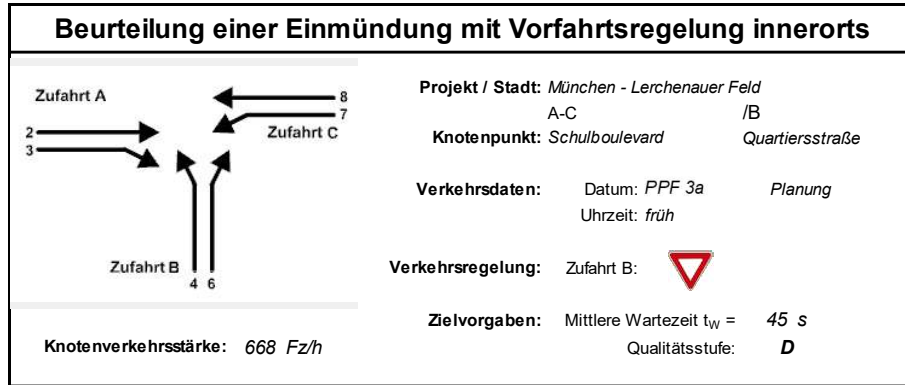 Beurteilung einer Einmündung mit Vorfahrtsregelung innerorts
Zufahrt A
8
7
Zufahrt C
2
3
Zufahrt B
4 6
Knotenverkehrsstärke: 668 Fz/h
Projekt / Stadt: München - Lerchenauer Feld
A-C /B
Knotenpunkt: Schulboulevard Quartiersstraße
Verkehrsdaten: Datum: PPF 3a Planung
Uhrzeit: früh
Verkehrsregelung: Zufahrt B:
Zielvorgaben: Mittlere Wartezeit tW = 45 s
Qualitätsstufe: D